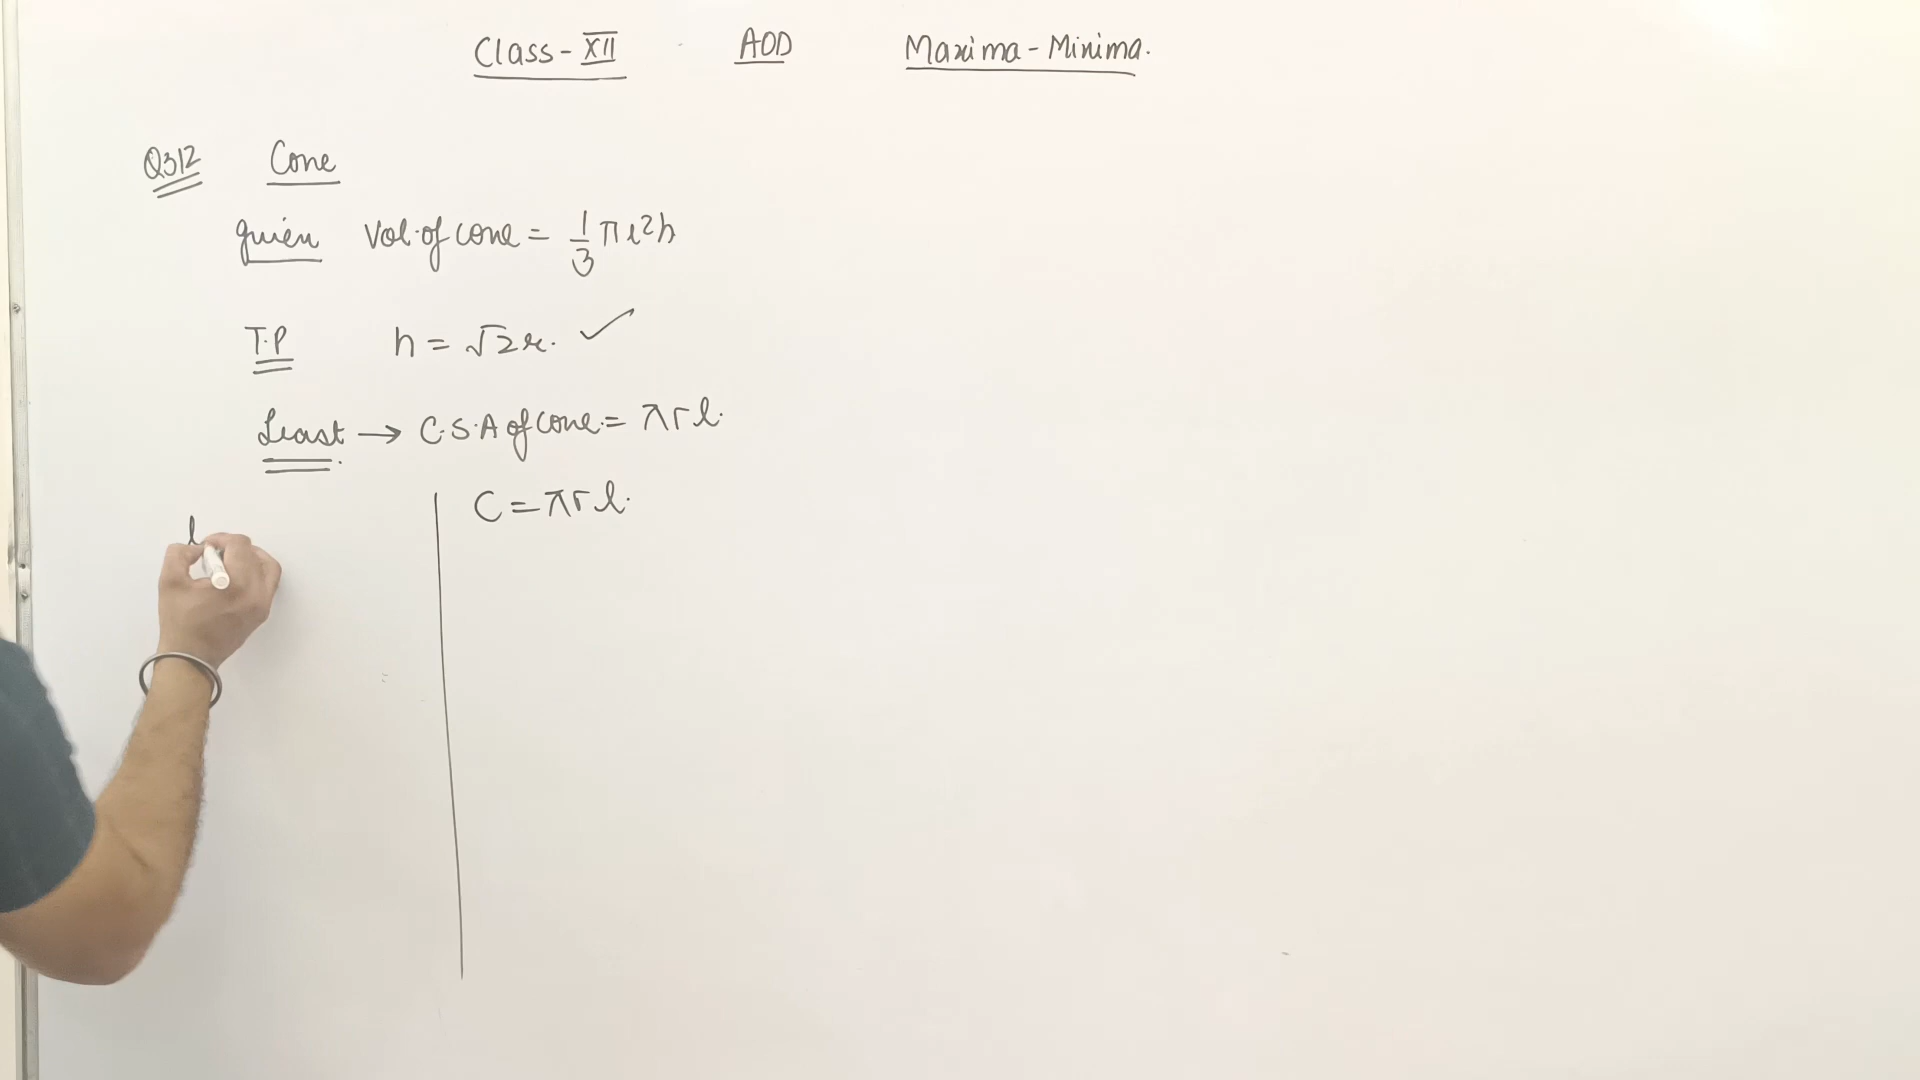 Class-XII AOD Maxima-Minima.
Q312 Cone
given Vol. of cone = 1/3 πr²h
T.P h = √2r. ✓
Least → C.S.A of cone = πrl.
C = πrl.
l